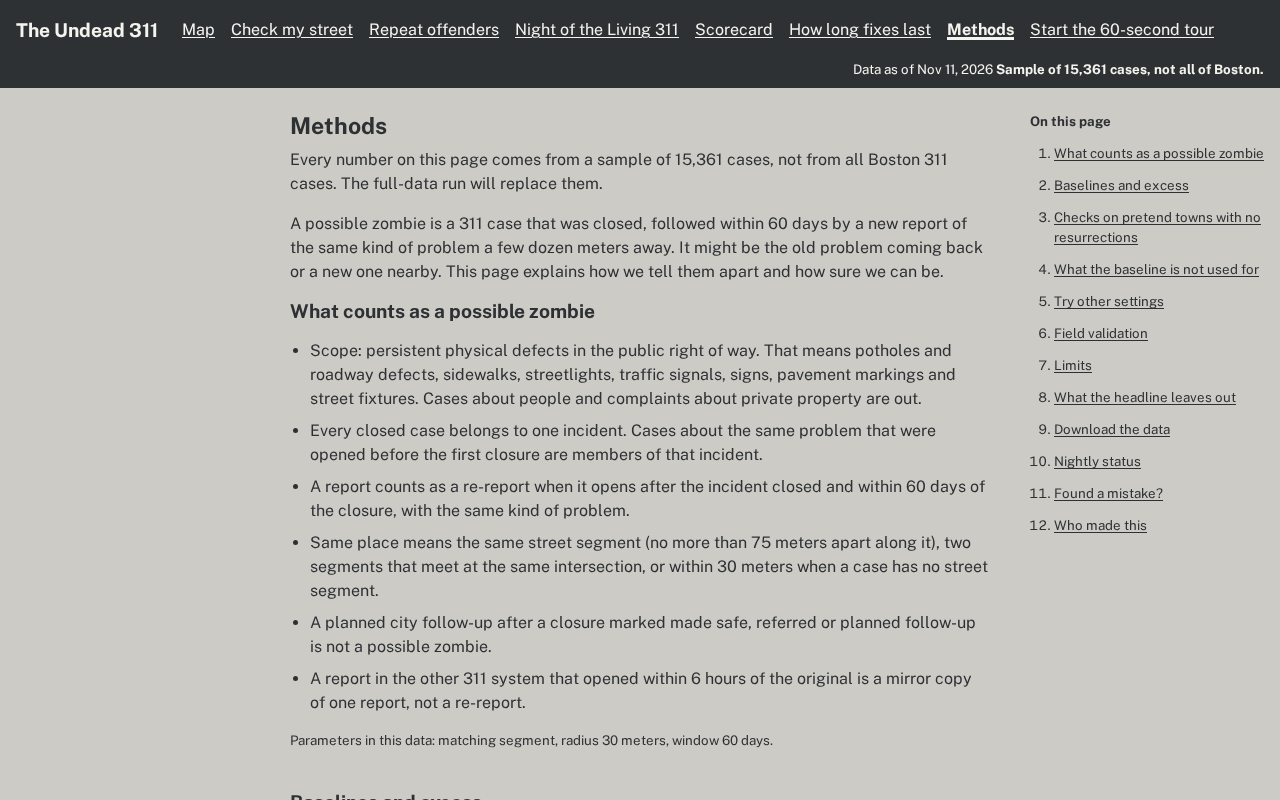 The Undead 311 Map Check my street Repeat offenders Night of the Living 311 Scorecard How long fixes last Methods Start the 60-second tour
Data as of Nov 11, 2026 Sample of 15,361 cases, not all of Boston.
Methods
Every number on this page comes from a sample of 15,361 cases, not from all Boston 311
cases. The full-data run will replace them.
A possible zombie is a 311 case that was closed, followed within 60 days by a new report of
the same kind of problem a few dozen meters away. It might be the old problem coming back
or a new one nearby. This page explains how we tell them apart and how sure we can be.
What counts as a possible zombie
• Scope: persistent physical defects in the public right of way. That means potholes and
roadway defects, sidewalks, streetlights, traffic signals, signs, pavement markings and
street fixtures. Cases about people and complaints about private property are out.
• Every closed case belongs to one incident. Cases about the same problem that were
opened before the first closure are members of that incident.
• A report counts as a re-report when it opens after the incident closed and within 60 days of
the closure, with the same kind of problem.
• Same place means the same street segment (no more than 75 meters apart along it), two
segments that meet at the same intersection, or within 30 meters when a case has no street
segment.
• A planned city follow-up after a closure marked made safe, referred or planned follow-up
is not a possible zombie.
• A report in the other 311 system that opened within 6 hours of the original is a mirror copy
of one report, not a re-report.
Parameters in this data: matching segment, radius 30 meters, window 60 days.
Baselines and excess
On this page
1. What counts as a possible zombie
2. Baselines and excess
3. Checks on pretend towns with no
resurrections
4. What the baseline is not used for
5. Try other settings
6. Field validation
7. Limits
8. What the headline leaves out
9. Download the data
10. Nightly status
11. Found a mistake?
12. Who made this